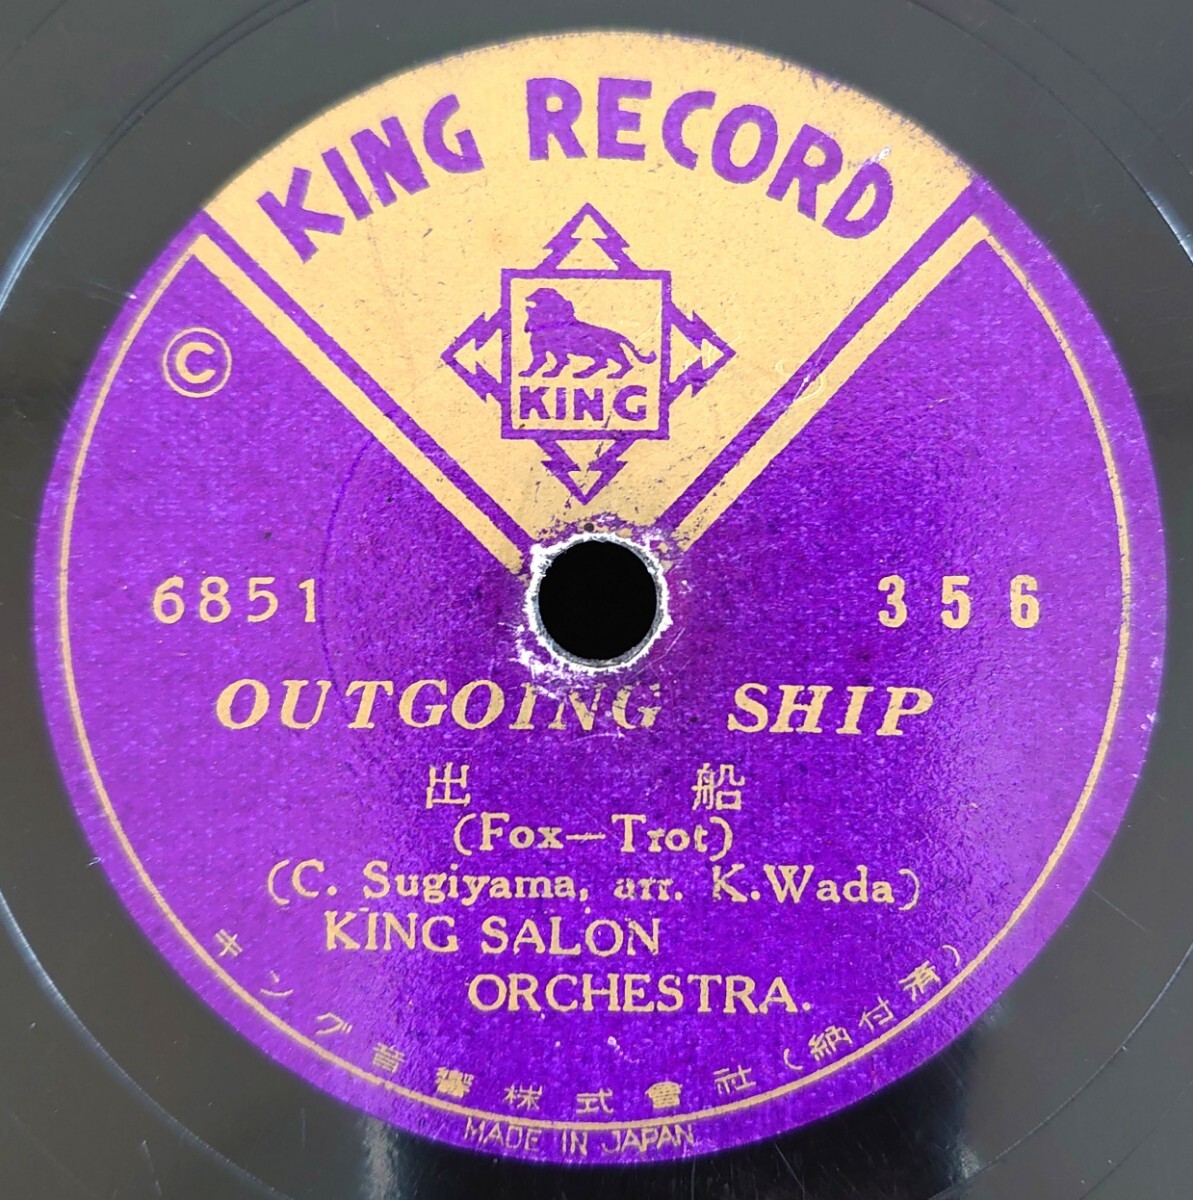 KING RECORD
KING
©
6851
356
OUTGOING SHIP
出船
(Fox—Trot)
(C. Sugiyama, arr. K.Wada)
KING SALON
ORCHESTRA.
キング音響株式會社(納付済)
MADE IN JAPAN